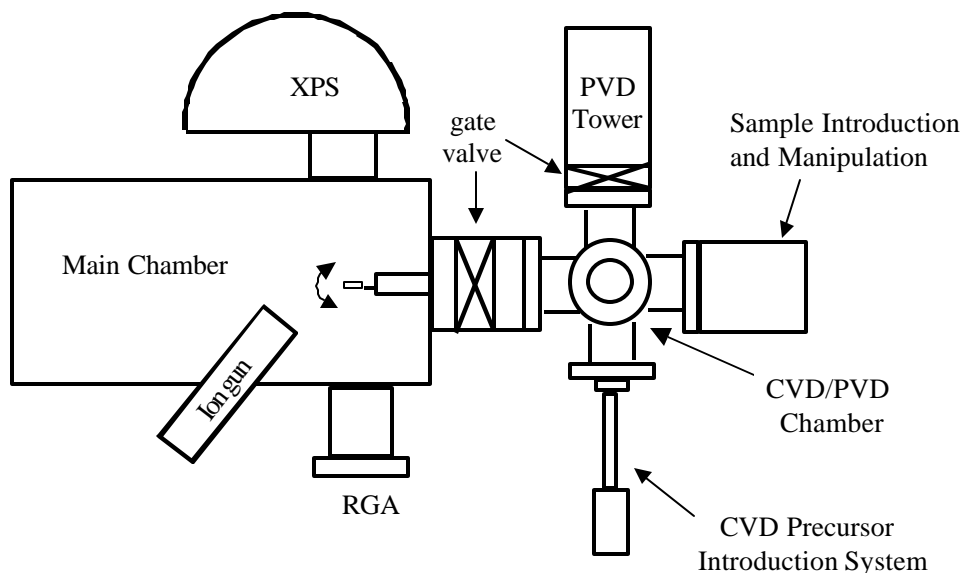 XPS
PVD
Tower
gate
valve
Sample Introduction
and Manipulation
Main Chamber
Ion gun
CVD/PVD
Chamber
RGA
CVD Precursor
Introduction System